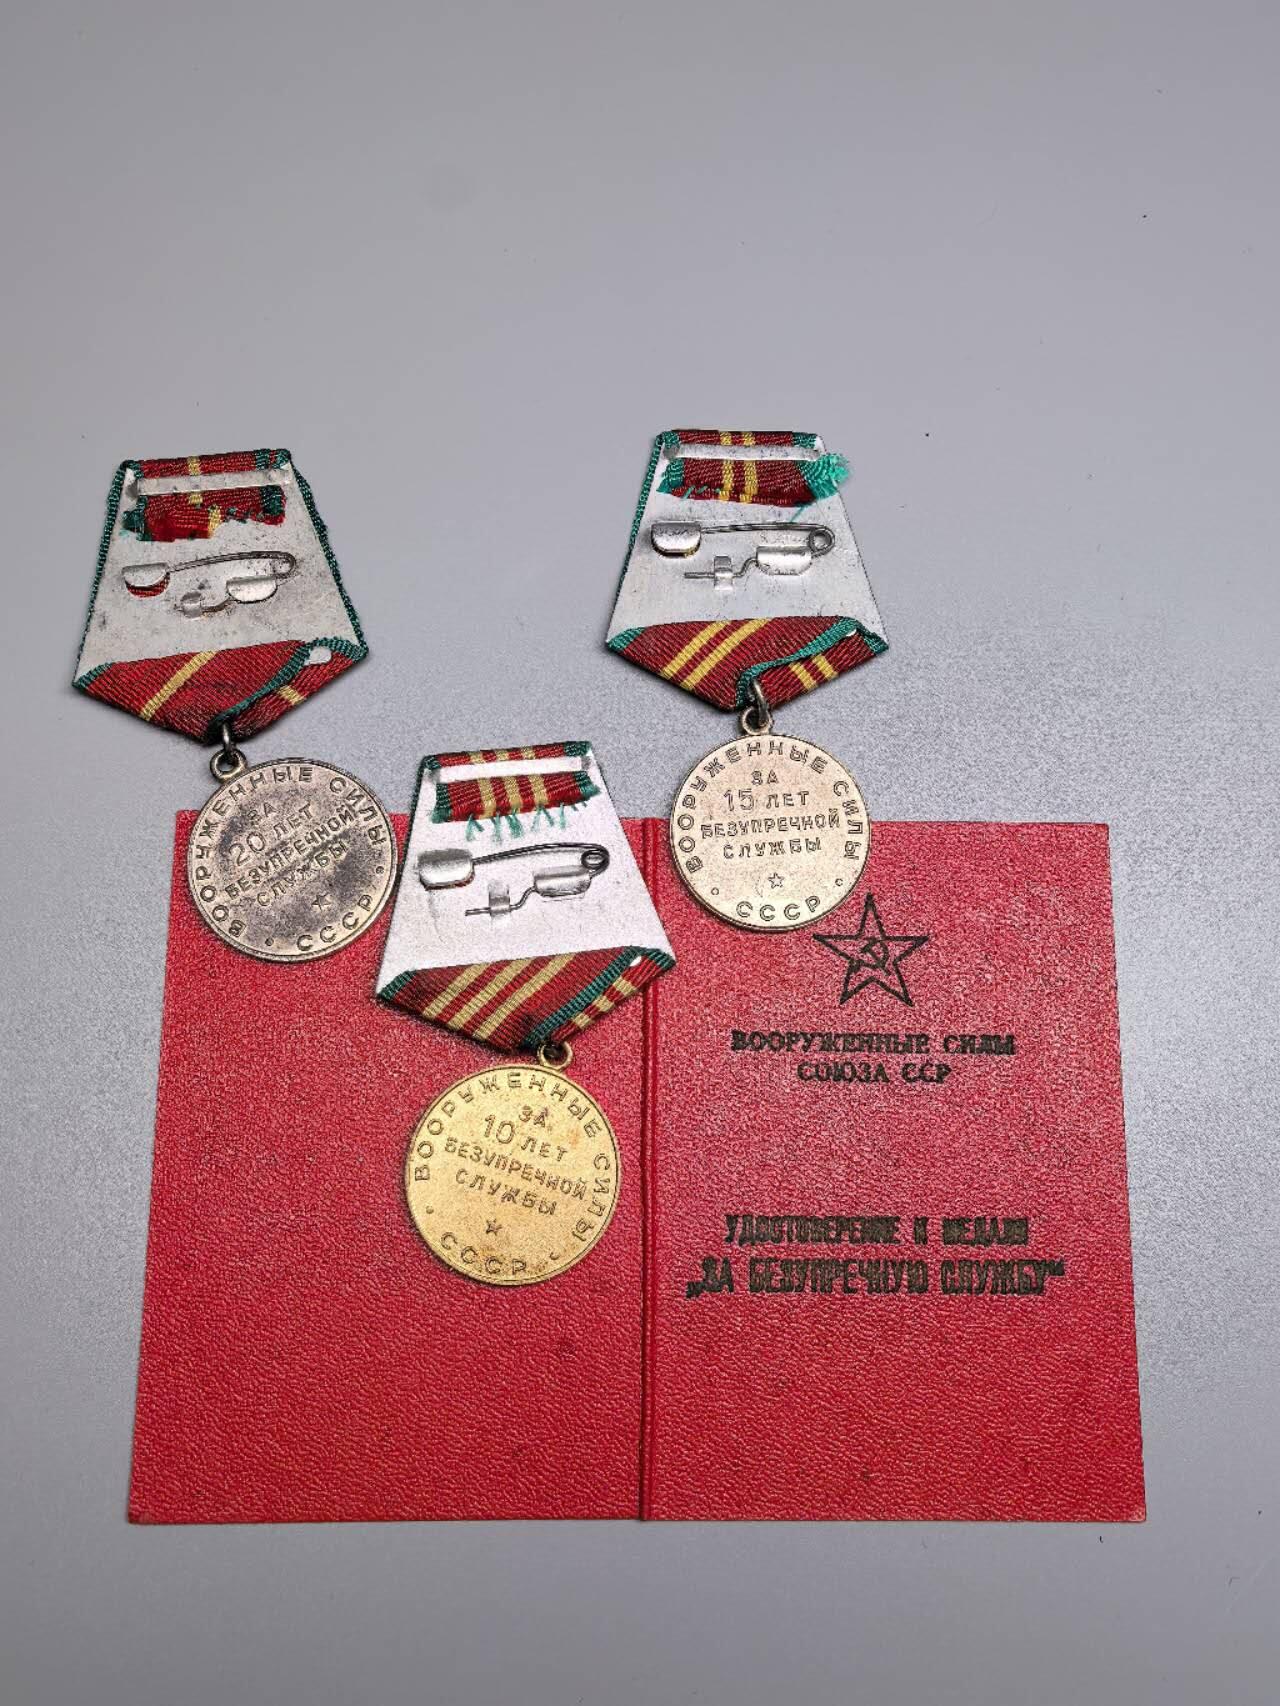 ВООРУЖЕННЫЕ СИЛЫ
СССР
ЗА
20 ЛЕТ
БЕЗУПРЕЧНОЙ
СЛУЖБЫ
ВООРУЖЕННЫЕ СИЛЫ
СССР
ЗА
15 ЛЕТ
БЕЗУПРЕЧНОЙ
СЛУЖБЫ
ВООРУЖЕННЫЕ СИЛЫ
СССР
ЗА
10 ЛЕТ
БЕЗУПРЕЧНОЙ
СЛУЖБЫ
ВООРУЖЕННЫЕ СИЛЫ
СОЮЗА ССР
УДОСТОВЕРЕНИЕ К МЕДАЛИ
„ЗА БЕЗУПРЕЧНУЮ СЛУЖБУ“